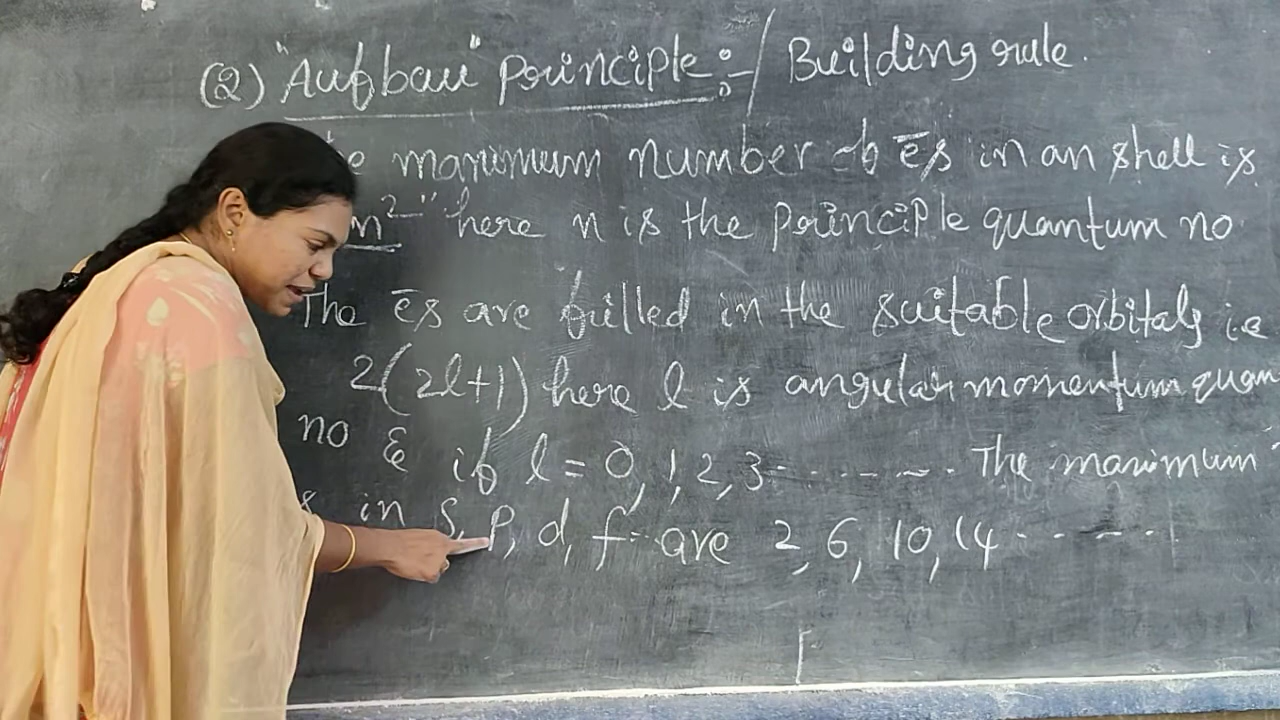 (2) "Aufbau" Principle :-/ Building rule.
maximum number of ēs in an shell is
n²" here n is the principle quantum no
The ēs are filled in the suitable orbitals i.e
2(2l+1) here l is angular momentum quan
no & if l = 0, 1, 2, 3 ------- The maximum
in S, P, d, f-- are 2, 6, 10, 14 - - - - -